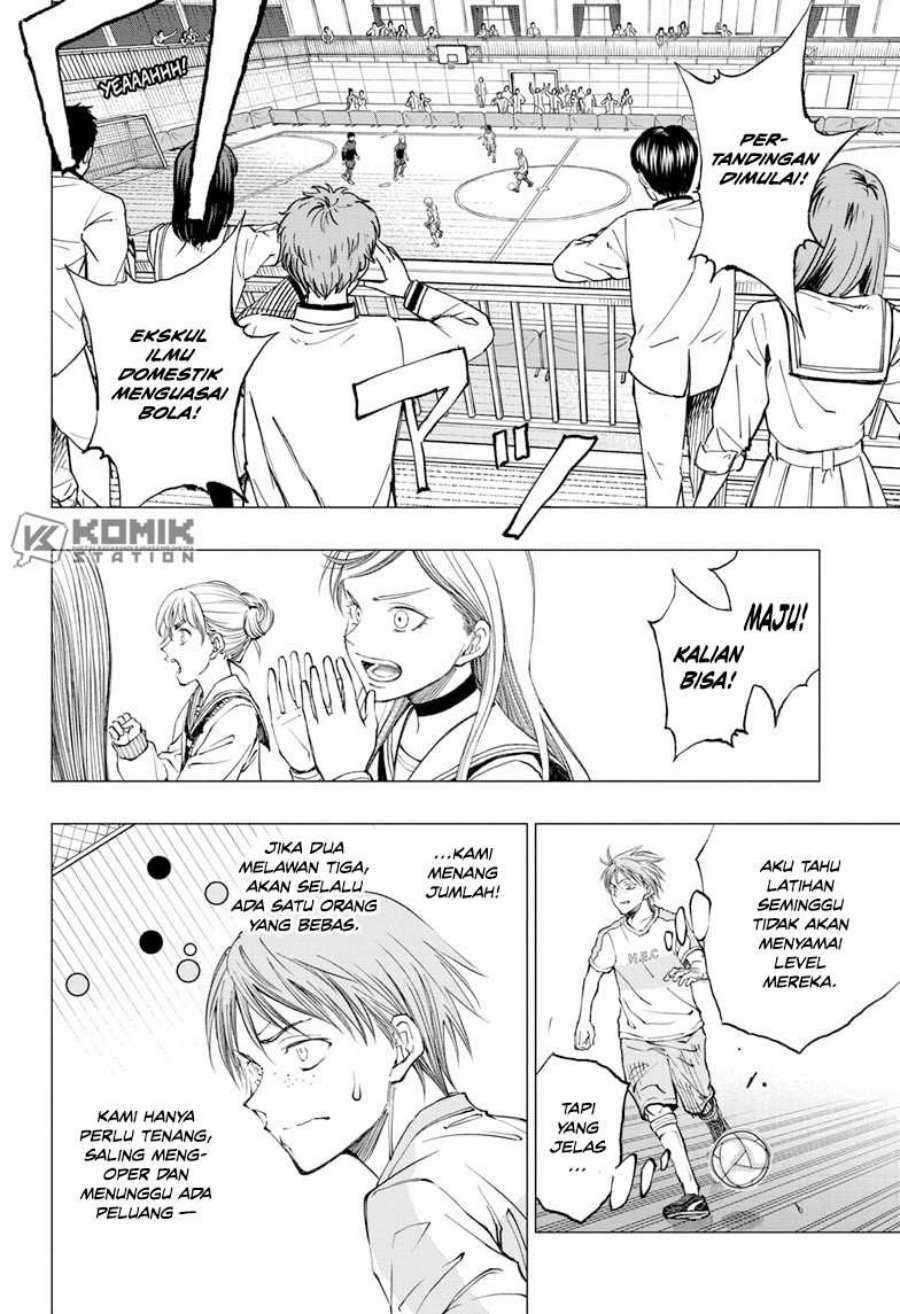 YEAAAHHH!
PER-
TANDINGAN
DIMULAI!
EKSKUL
ILMU
DOMESTIK
MENGUASAI
BOLA!
KOMIK
STATION
MAJU!
KALIAN
BISA!
AKU TAHU
LATIHAN
SEMINGGU
TIDAK AKAN
MENYAMAI
LEVEL
MEREKA.
H.E.C
TAPI
YANG
JELAS
...
...KAMI
MENANG
JUMLAH!
JIKA DUA
MELAWAN TIGA,
AKAN SELALU
ADA SATU ORANG
YANG BEBAS.
KAMI HANYA
PERLU TENANG,
SALING MENG-
OPER DAN
MENUNGGU ADA
PELUANG —